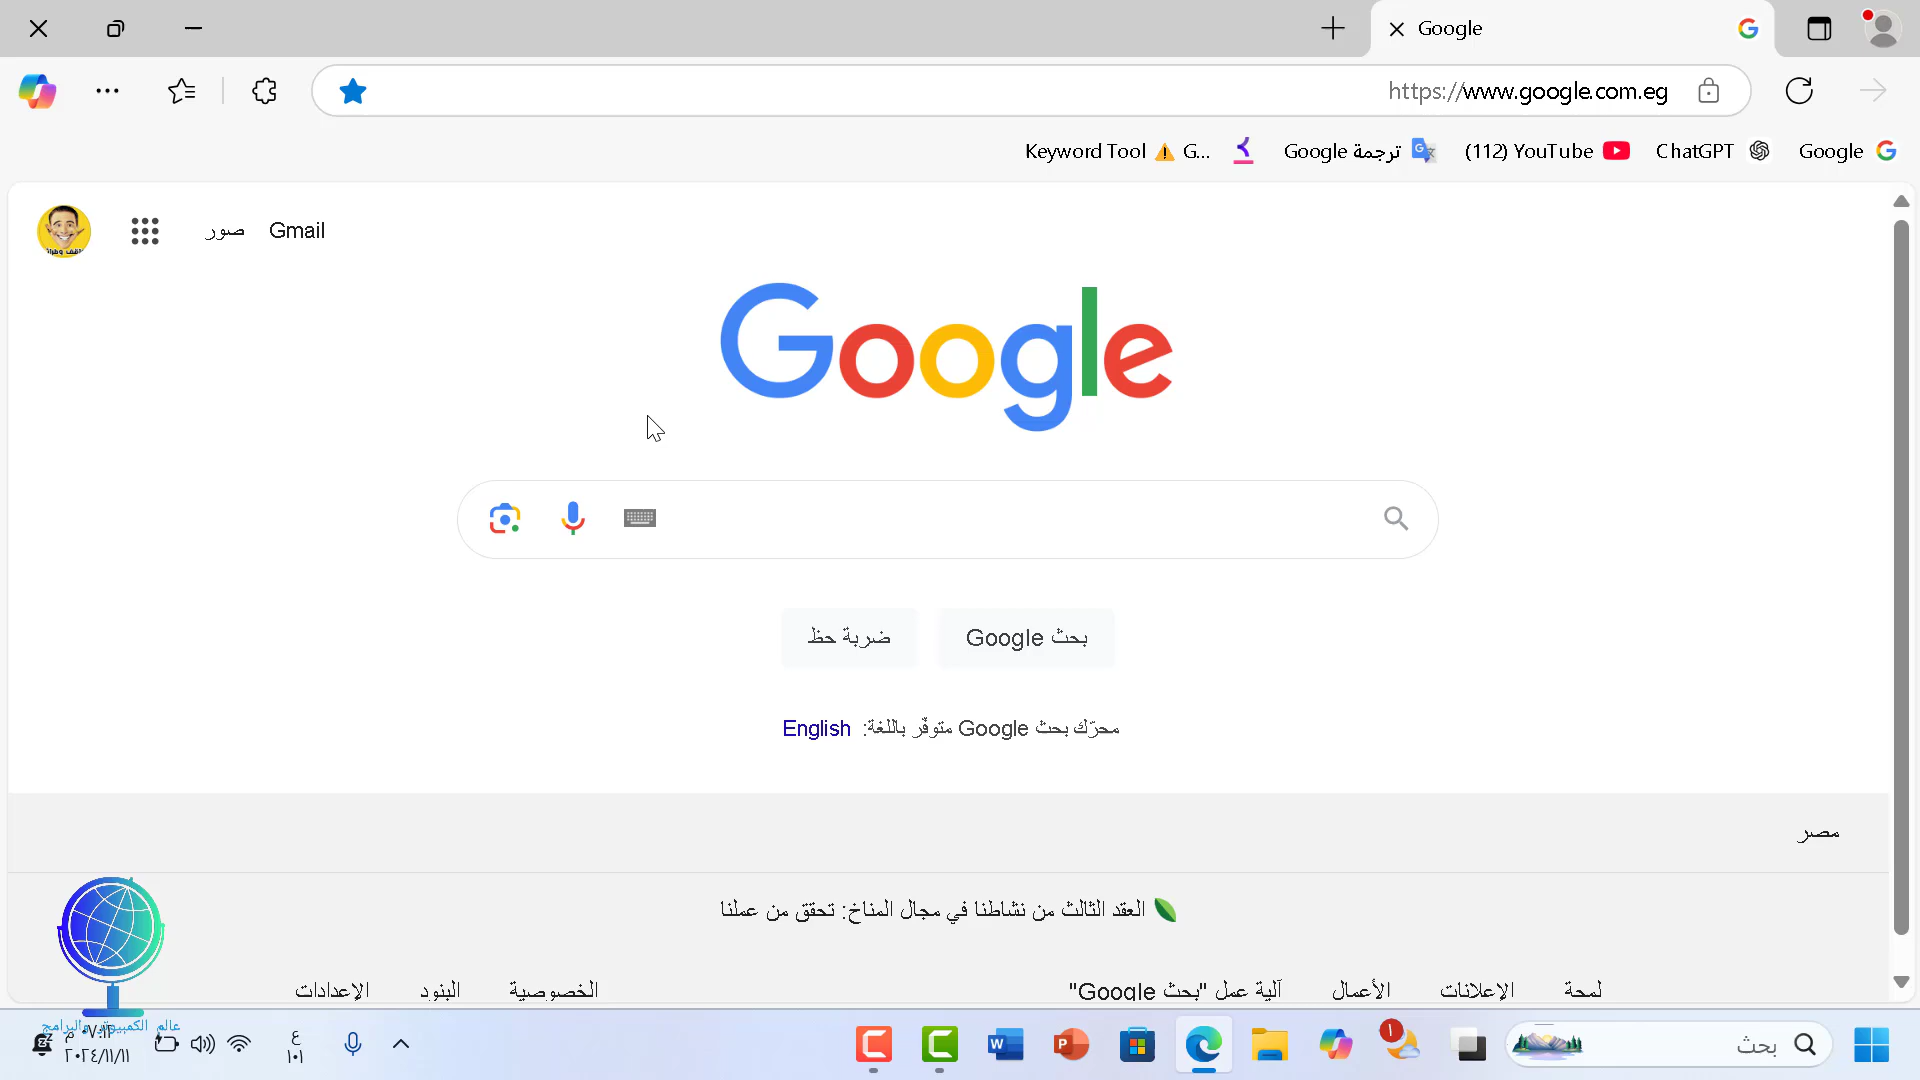 Google
https://www.google.com.eg
Google
ChatGPT
(112) YouTube
ترجمة Google
G... ⚠ Keyword Tool
Gmail
صور
Google
بحث Google
ضربة حظ
محرّك بحث Google متوفّر باللغة: English
مصر
العقد الثالث من نشاطنا في مجال المناخ: تحقق من عملنا
لمحة
الإعلانات
الأعمال
آلية عمل "بحث Google"
الخصوصية
البنود
الإعدادات
عالم الكمبيوتر والبرامج
بحث
ع
١٠١
٢٠٢٤/١١/١١